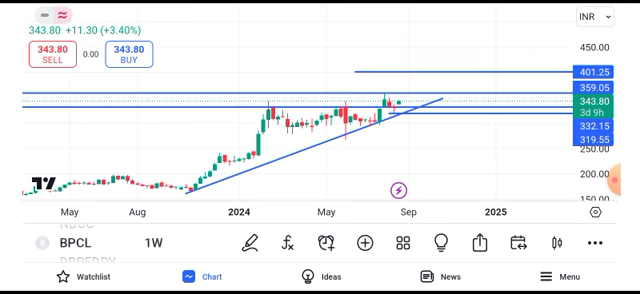 INR
343.80 +11.30 (+3.40%)
343.80
SELL
0.00
343.80
BUY
450.00
401.25
359.05
343.80
3d 9h
332.15
319.55
250.00
200.00
150.00
May
Aug
2024
May
Sep
2025
NBCC
B
BPCL
1W
DRREDDY
Watchlist
Chart
Ideas
News
Menu